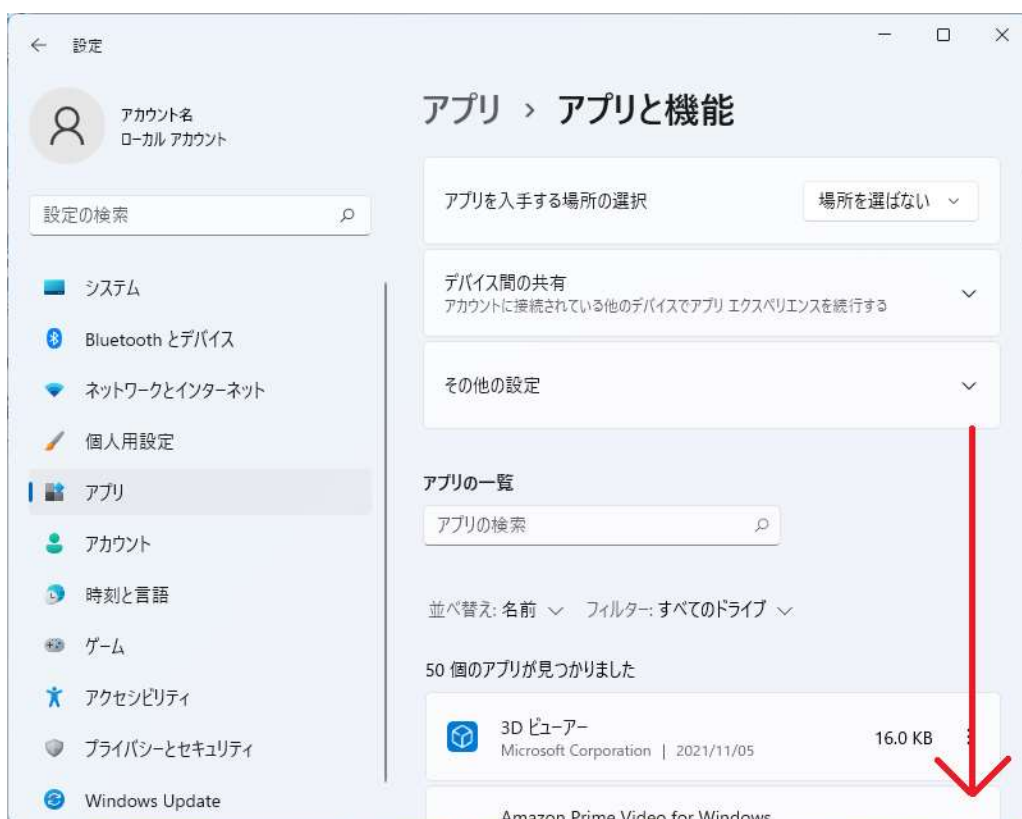 設定
アカウント名
ローカル アカウント
設定の検索
システム
Bluetooth とデバイス
ネットワークとインターネット
個人用設定
アプリ
アカウント
時刻と言語
ゲーム
アクセシビリティ
プライバシーとセキュリティ
Windows Update
アプリ › アプリと機能
アプリを入手する場所の選択
場所を選ばない
デバイス間の共有
アカウントに接続されている他のデバイスでアプリ エクスペリエンスを続行する
その他の設定
アプリの一覧
アプリの検索
並べ替え: 名前 フィルター: すべてのドライブ
50 個のアプリが見つかりました
3D ビューアー
Microsoft Corporation | 2021/11/05
16.0 KB
Amazon Prime Video for Windows